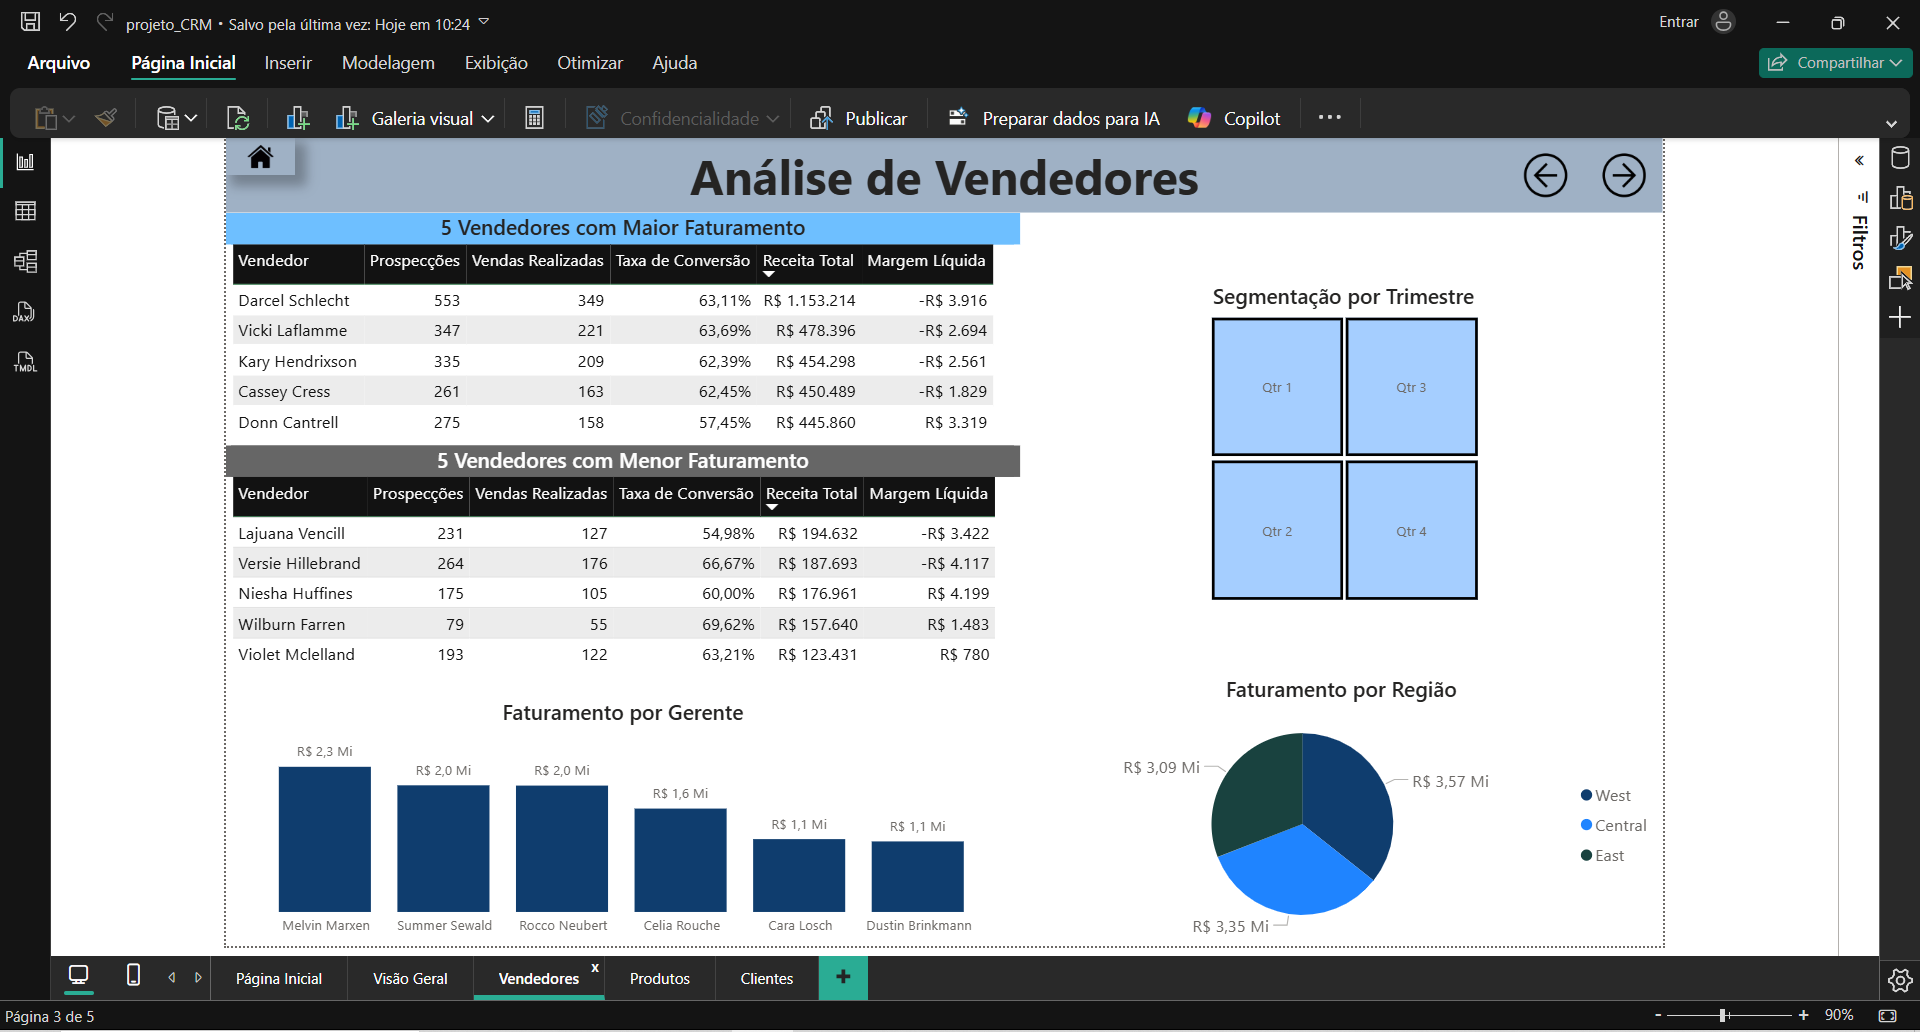 projeto_CRM • Salvo pela última vez: Hoje em 10:24
Entrar
Arquivo
Página Inicial
Inserir
Modelagem
Exibição
Otimizar
Ajuda
Compartilhar
Galeria visual
Confidencialidade
Publicar
Preparar dados para IA
Copilot
DAX
TMDL
Análise de Vendedores
Filtros
5 Vendedores com Maior Faturamento
Vendedor Prospecções Vendas Realizadas Taxa de Conversão Receita Total Margem Líquida
Darcel Schlecht 553 349 63,11% R$ 1.153.214 -R$ 3.916
Vicki Laflamme 347 221 63,69% R$ 478.396 -R$ 2.694
Kary Hendrixson 335 209 62,39% R$ 454.298 -R$ 2.561
Cassey Cress 261 163 62,45% R$ 450.489 -R$ 1.829
Donn Cantrell 275 158 57,45% R$ 445.860 R$ 3.319
5 Vendedores com Menor Faturamento
Vendedor Prospecções Vendas Realizadas Taxa de Conversão Receita Total Margem Líquida
Lajuana Vencill 231 127 54,98% R$ 194.632 -R$ 3.422
Versie Hillebrand 264 176 66,67% R$ 187.693 -R$ 4.117
Niesha Huffines 175 105 60,00% R$ 176.961 R$ 4.199
Wilburn Farren 79 55 69,62% R$ 157.640 R$ 1.483
Violet Mclelland 193 122 63,21% R$ 123.431 R$ 780
Segmentação por Trimestre
Qtr 1
Qtr 3
Qtr 2
Qtr 4
Faturamento por Gerente
R$ 2,3 Mi
R$ 2,0 Mi
R$ 2,0 Mi
R$ 1,6 Mi
R$ 1,1 Mi
R$ 1,1 Mi
Melvin Marxen
Summer Sewald
Rocco Neubert
Celia Rouche
Cara Losch
Dustin Brinkmann
Faturamento por Região
R$ 3,09 Mi
R$ 3,57 Mi
R$ 3,35 Mi
West
Central
East
Página Inicial
Visão Geral
Vendedores
x
Produtos
Clientes
Página 3 de 5
90%